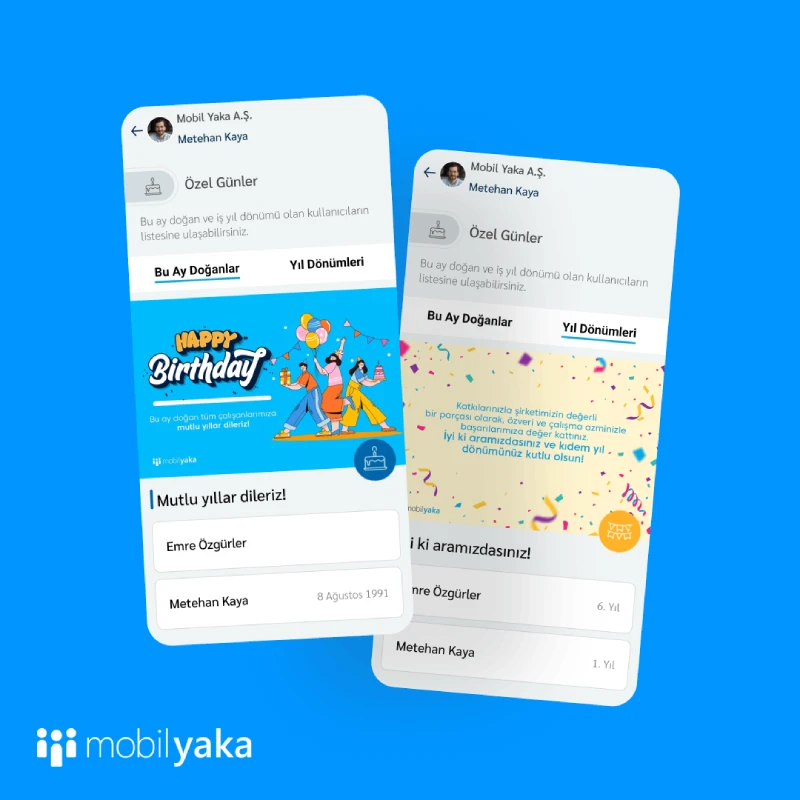 Mobil Yaka A.Ş.
Metehan Kaya
Özel Günler
Bu ay doğan ve iş yıl dönümü olan kullanıcıların
listesine ulaşabilirsiniz.
Bu Ay Doğanlar
Yıl Dönümleri
HAPPY
Birthday
Bu ay doğan tüm çalışanlarımıza
mutlu yıllar dileriz!
mobilyaka
Mutlu yıllar dileriz!
Emre Özgürler
Metehan Kaya
8 Ağustos 1991
Mobil Yaka A.Ş.
Metehan Kaya
Özel Günler
Bu ay doğan ve iş yıl dönümü olan kullanıcıların
listesine ulaşabilirsiniz.
Bu Ay Doğanlar
Yıl Dönümleri
Katkılarınızla şirketimizin değerli
bir parçası olarak, özveri ve çalışma azminizle
başarılarımıza değer kattınız.
İyi ki aramızdasınız ve kıdem yıl
dönümünüz kutlu olsun!
mobilyaka
i ki aramızdasınız!
mre Özgürler
6. Yıl
Metehan Kaya
1. Yıl
mobilyaka